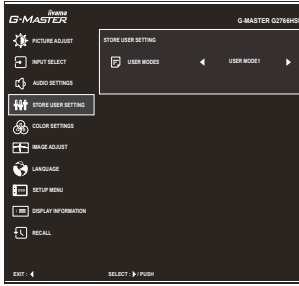 iiyama
G-MASTER
G-MASTER G2766HS
PICTURE ADJUST
INPUT SELECT
AUDIO SETTINGS
STORE USER SETTING
COLOR SETTINGS
IMAGE ADJUST
LANGUAGE
SETUP MENU
DISPLAY INFORMATION
RECALL
STORE USER SETTING
USER MODES
USER MODE1
EXIT :
SELECT : / PUSH